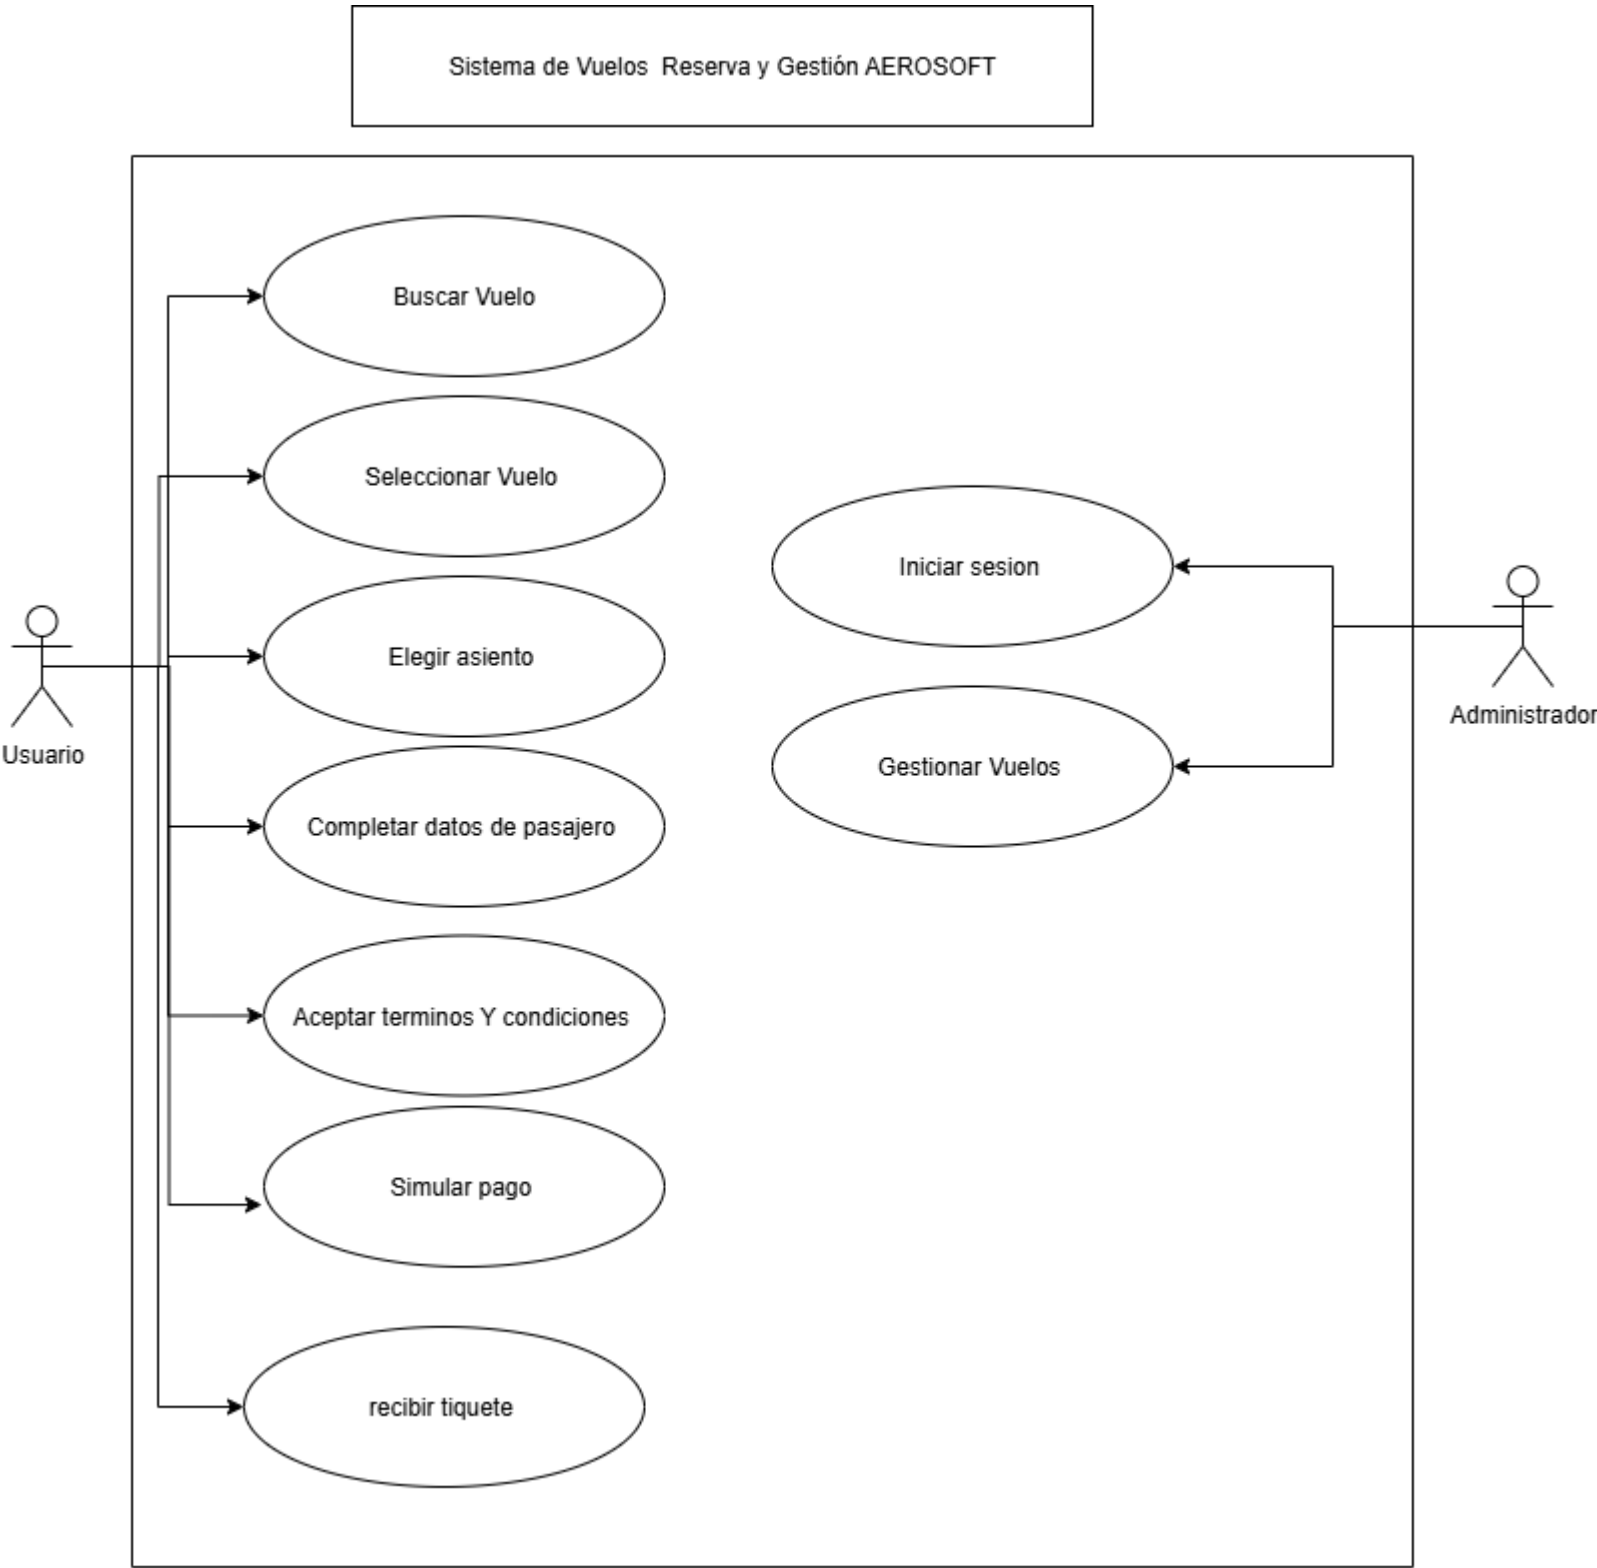 Sistema de Vuelos  Reserva y Gestión AEROSOFT
Buscar Vuelo
Seleccionar Vuelo
Elegir asiento
Completar datos de pasajero
Aceptar terminos Y condiciones
Simular pago
recibir tiquete
Usuario
Iniciar sesion
Gestionar Vuelos
Administrador